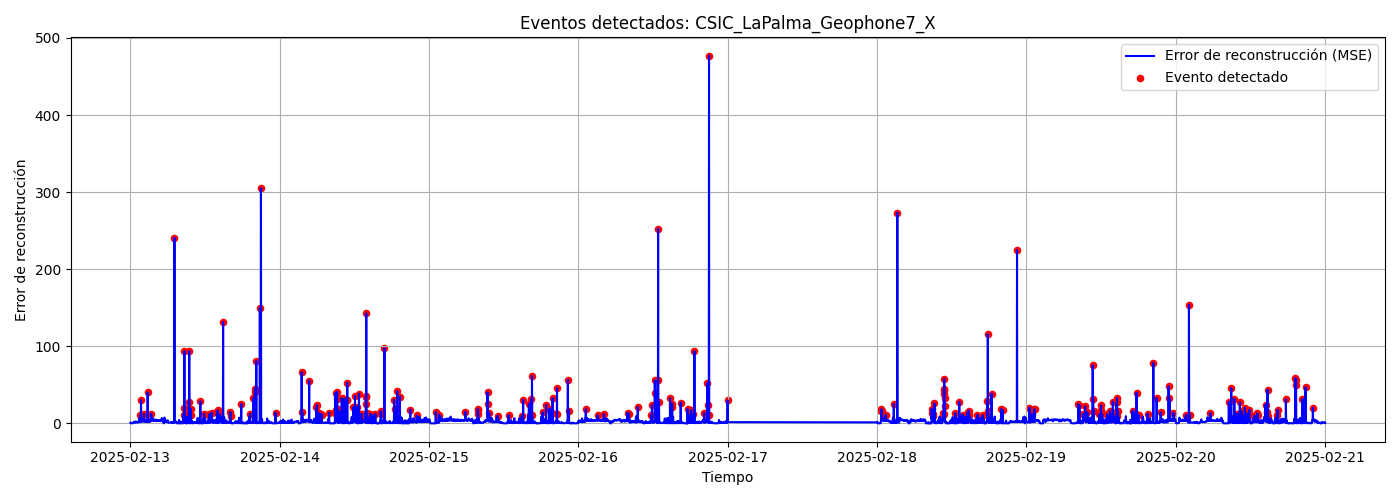 Eventos detectados: CSIC_LaPalma_Geophone7_X
Error de reconstrucción (MSE)
Evento detectado
Error de reconstrucción
500
400
300
200
100
0
2025-02-13 2025-02-14 2025-02-15 2025-02-16 2025-02-17 2025-02-18 2025-02-19 2025-02-20 2025-02-21
Tiempo